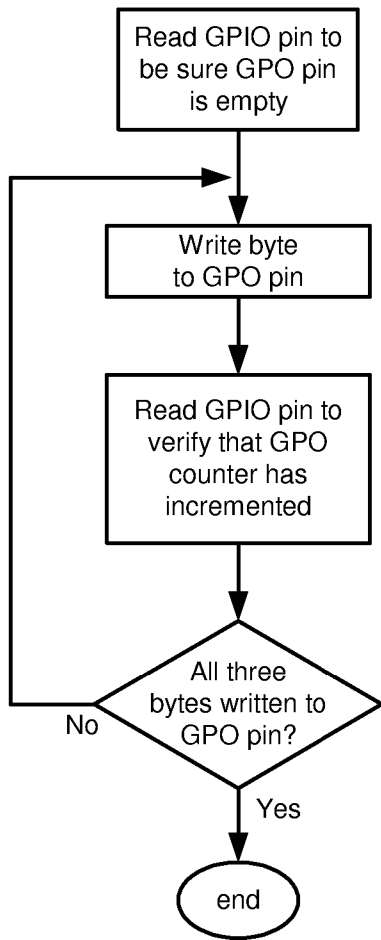 Read GPIO pin to
be sure GPO pin
is empty
Write byte
to GPO pin
Read GPIO pin to
verify that GPO
counter has
incremented
All three
bytes written to
GPO pin?
No
Yes
end